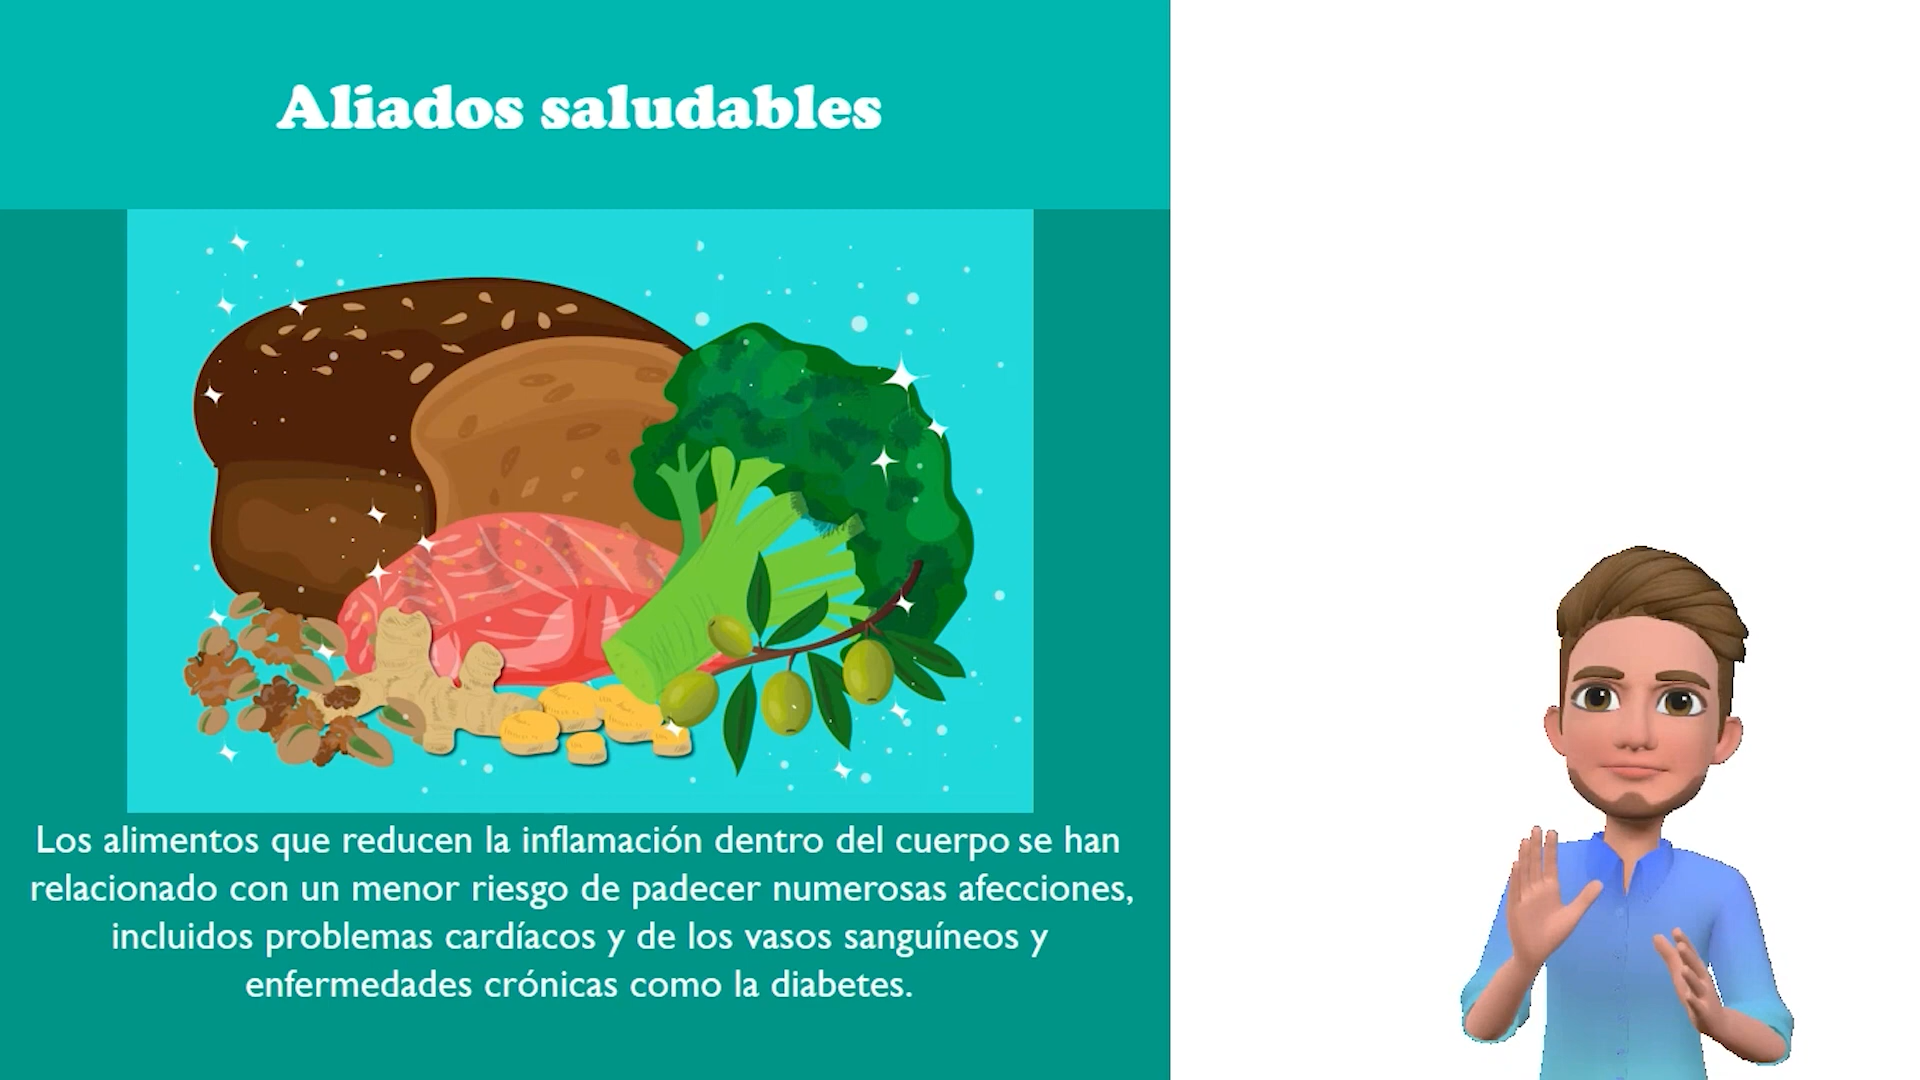 Aliados saludables
Los alimentos que reducen la inflamación dentro del cuerpo se han
relacionado con un menor riesgo de padecer numerosas afecciones,
incluidos problemas cardíacos y de los vasos sanguíneos y
enfermedades crónicas como la diabetes.